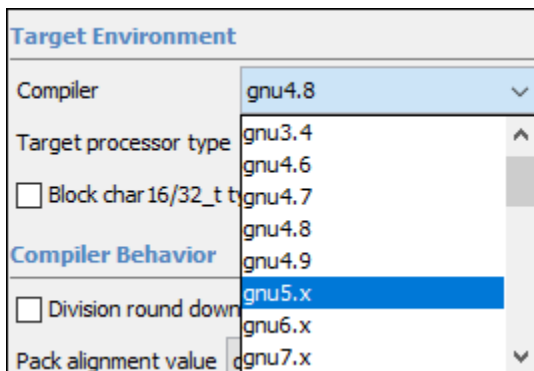 Target Environment
Compiler gnu4.8
Target processor type gnu3.4
gnu4.6
Block char16/32_t ty gnu4.7
gnu4.8
Compiler Behavior gnu4.9
gnu5.x
Division round down gnu6.x
Pack alignment value d gnu7.x